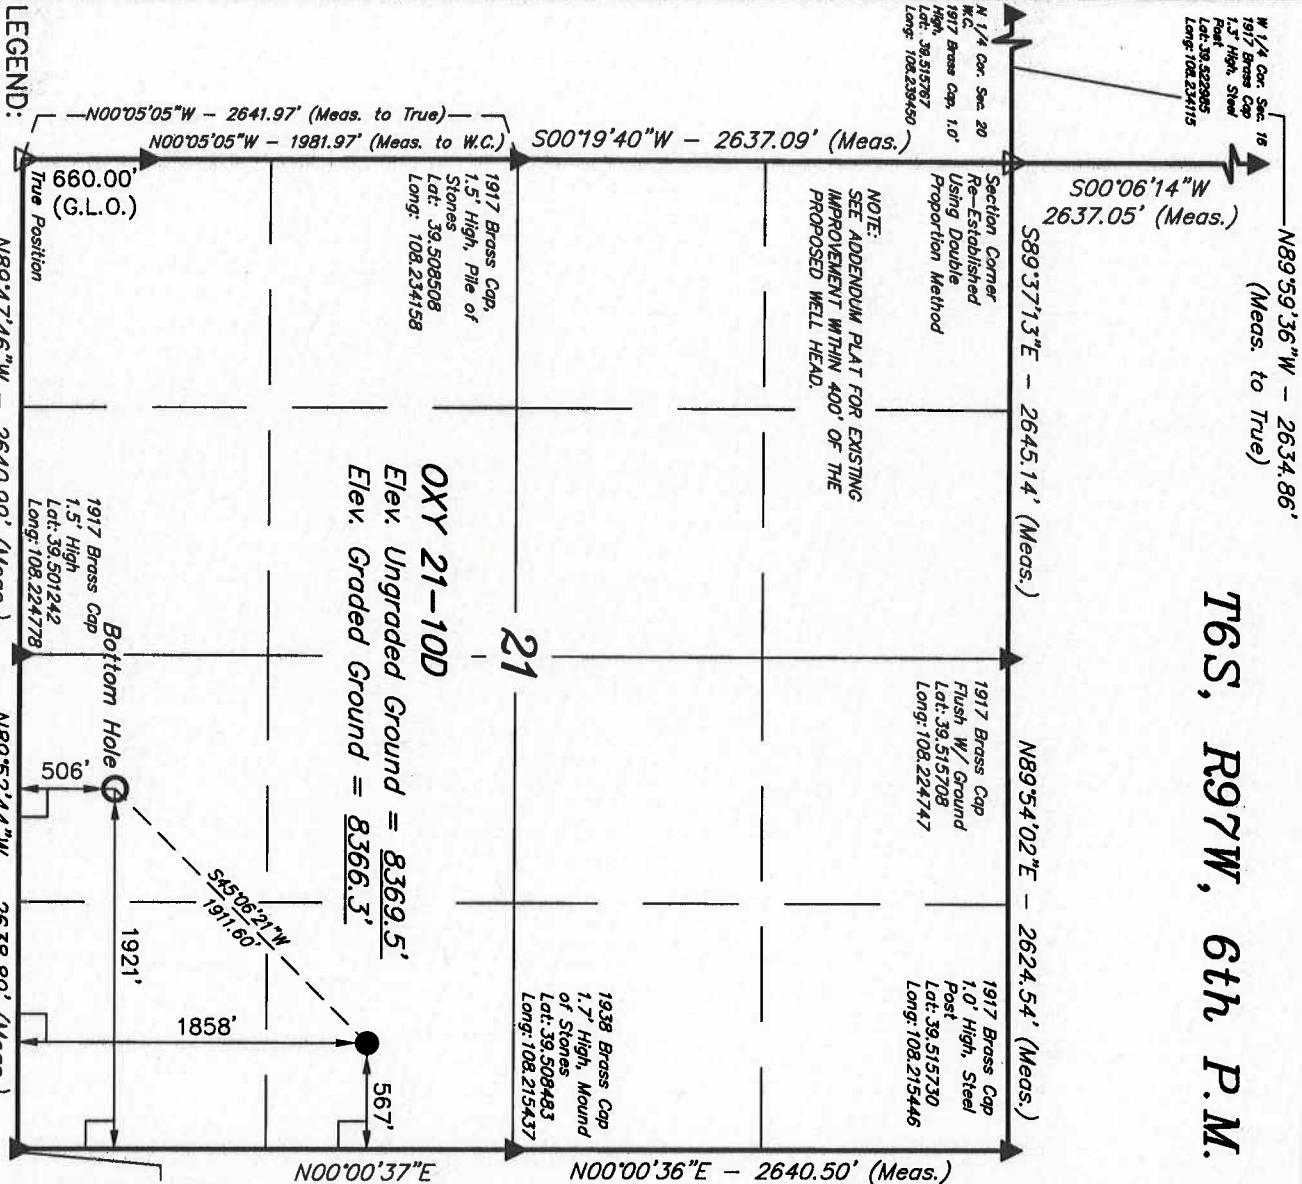 T6S, R97W, 6th P.M.
N89°59'36"W - 2634.86'
(Meas. to True)
W 1/4 Cor. Sec. 16
1917 Brass Cap
1.3' High, Steel
Post
Lat: 39.522985
Long: 108.234115
S00°06'14"W
2637.05' (Meas.)
N 1/4 Cor. Sec. 20
W.C.
1917 Brass Cap, 1.0'
High.
Lat: 39.515767
Long: 108.239460
S89°37'13"E - 2645.14' (Meas.)
N89°54'02"E - 2624.54' (Meas.)
Section Corner
Re-Established
Using Double
Proportion Method
1917 Brass Cap
Flush W/ Ground
Lat: 39.515708
Long: 108.224747
1917 Brass Cap
1.0' High, Steel
Post
Lat: 39.515730
Long: 108.215446
NOTE:
SEE ADDENDUM PLAT FOR EXISTING
IMPROVEMENT WITHIN 400' OF THE
PROPOSED WELL HEAD.
S00°19'40"W - 2637.09' (Meas.)
N00°00'36"E - 2640.50' (Meas.)
1938 Brass Cap
1.7' High, Mound
of Stones
Lat: 39.508483
Long: 108.215437
21
1917 Brass Cap,
1.5' High, Pile of
Stones
Lat: 39.508508
Long: 108.234158
OXY 21-10D
Elev. Ungraded Ground = 8369.5'
Elev. Graded Ground = 8366.3'
N00°05'05"W - 2641.97' (Meas. to True)
N00°05'05"W - 1981.97' (Meas. to W.C.)
N00°00'37"E
567'
1858'
S45°06'21"W
1911.60'
1921'
Bottom Hole
506'
1917 Brass Cap
1.5' High
Lat: 39.501242
Long: 108.224778
660.00'
(G.L.O.)
True Position
LEGEND: